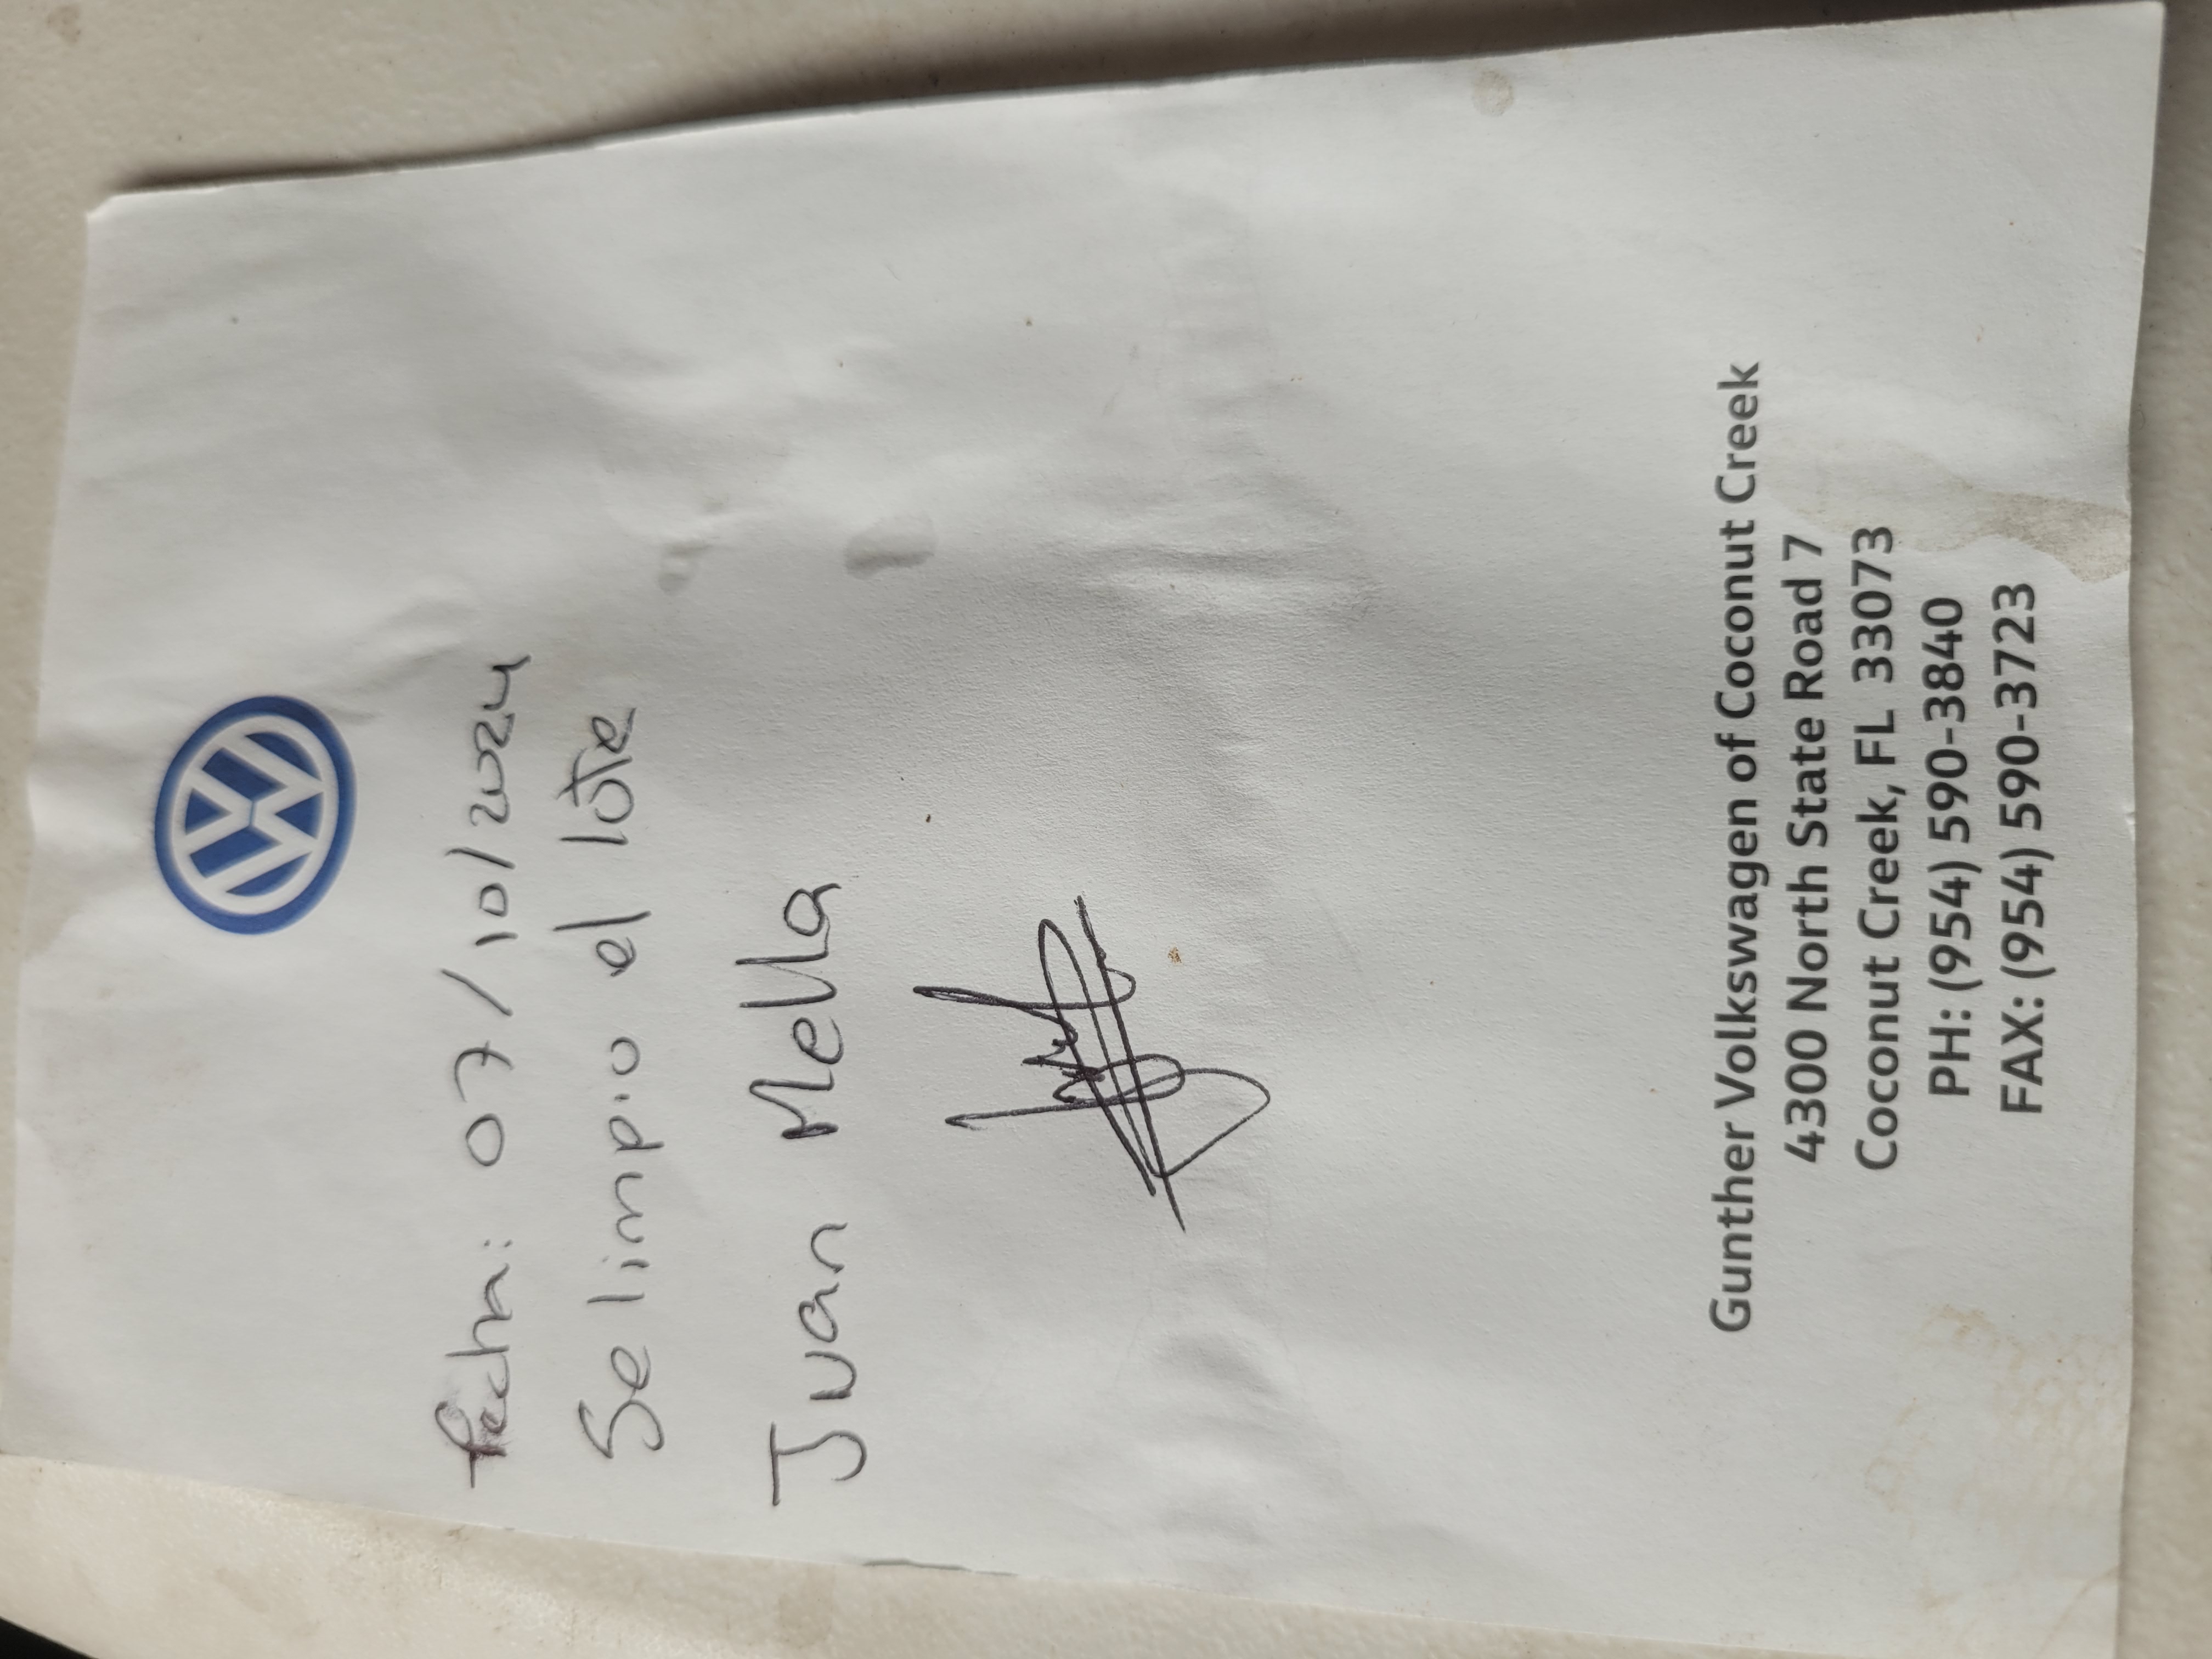 fecha: 07/10/2024
Se limpio el lote
Juan Mella
Gunther Volkswagen of Coconut Creek
4300 North State Road 7
Coconut Creek, FL 33073
PH: (954) 590-3840
FAX: (954) 590-3723